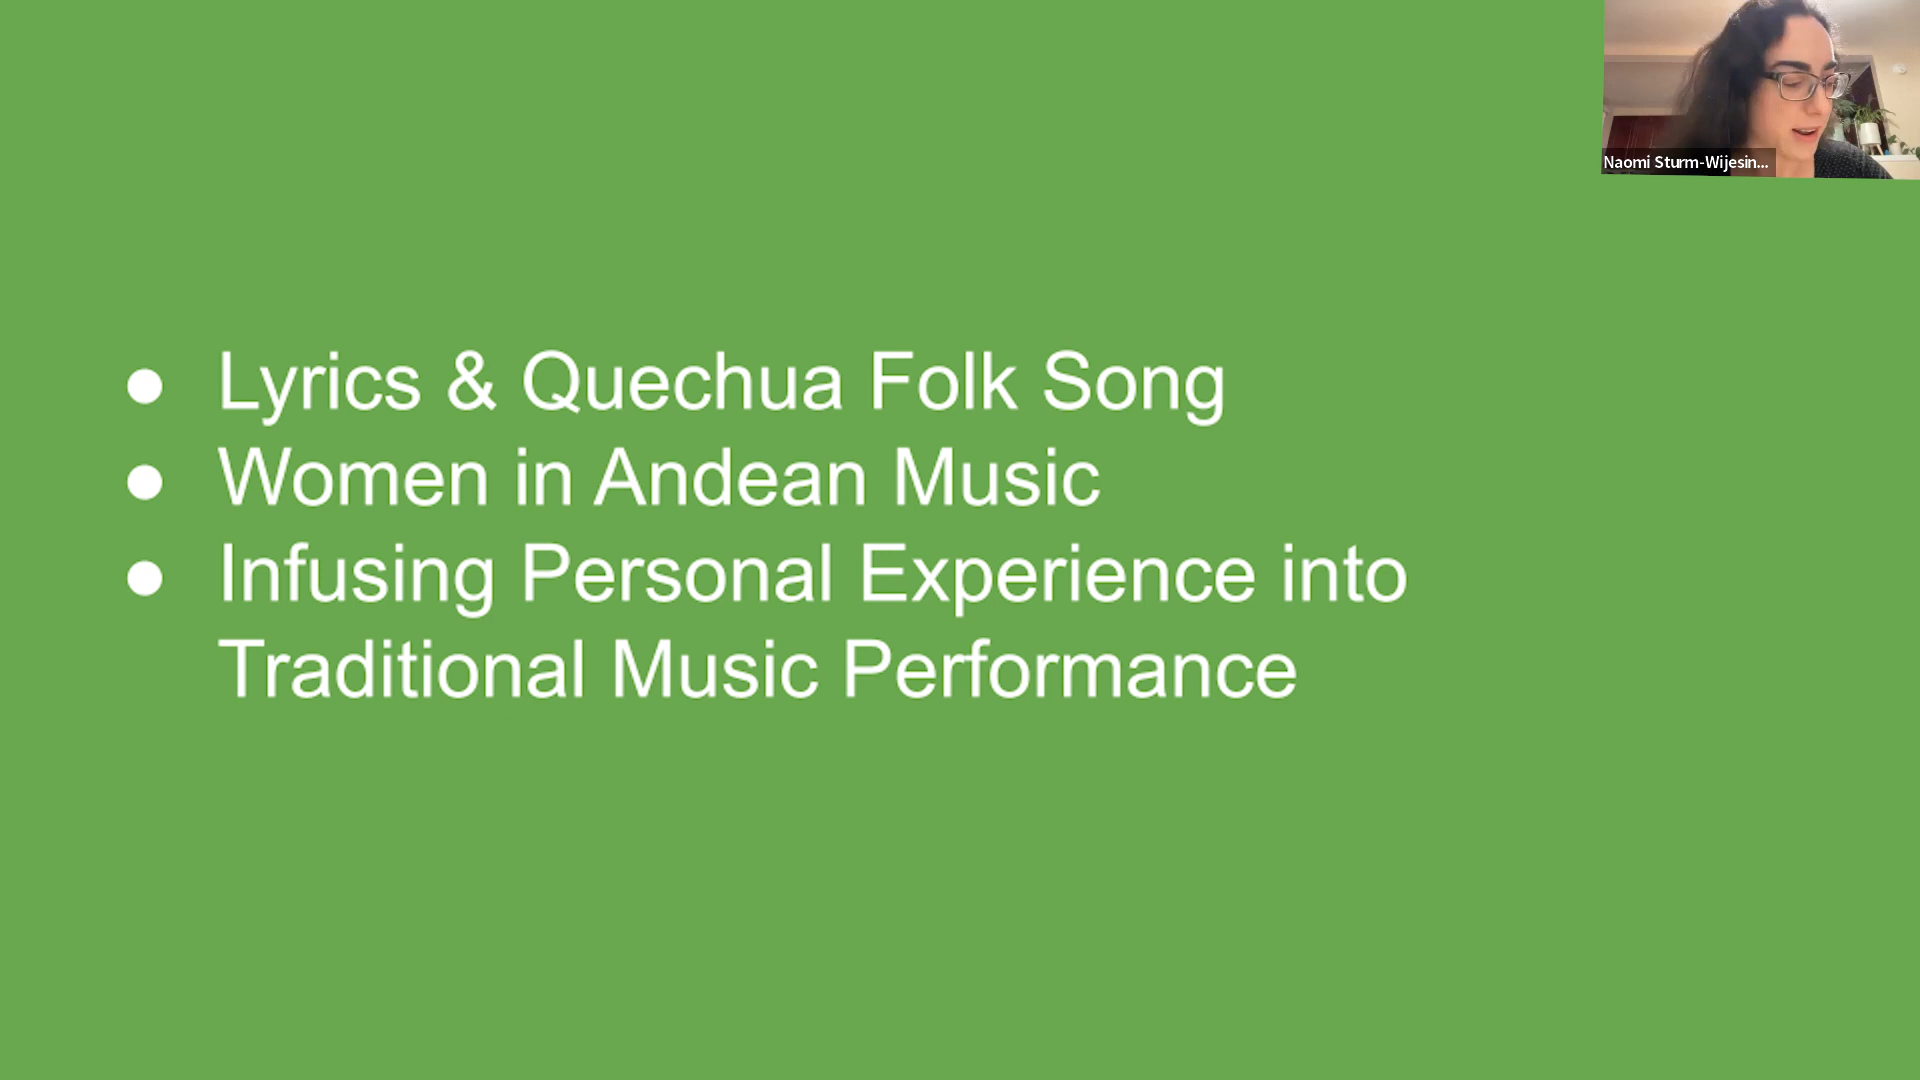 Naomi Sturm-Wijesin...
● Lyrics & Quechua Folk Song
● Women in Andean Music
● Infusing Personal Experience into
Traditional Music Performance